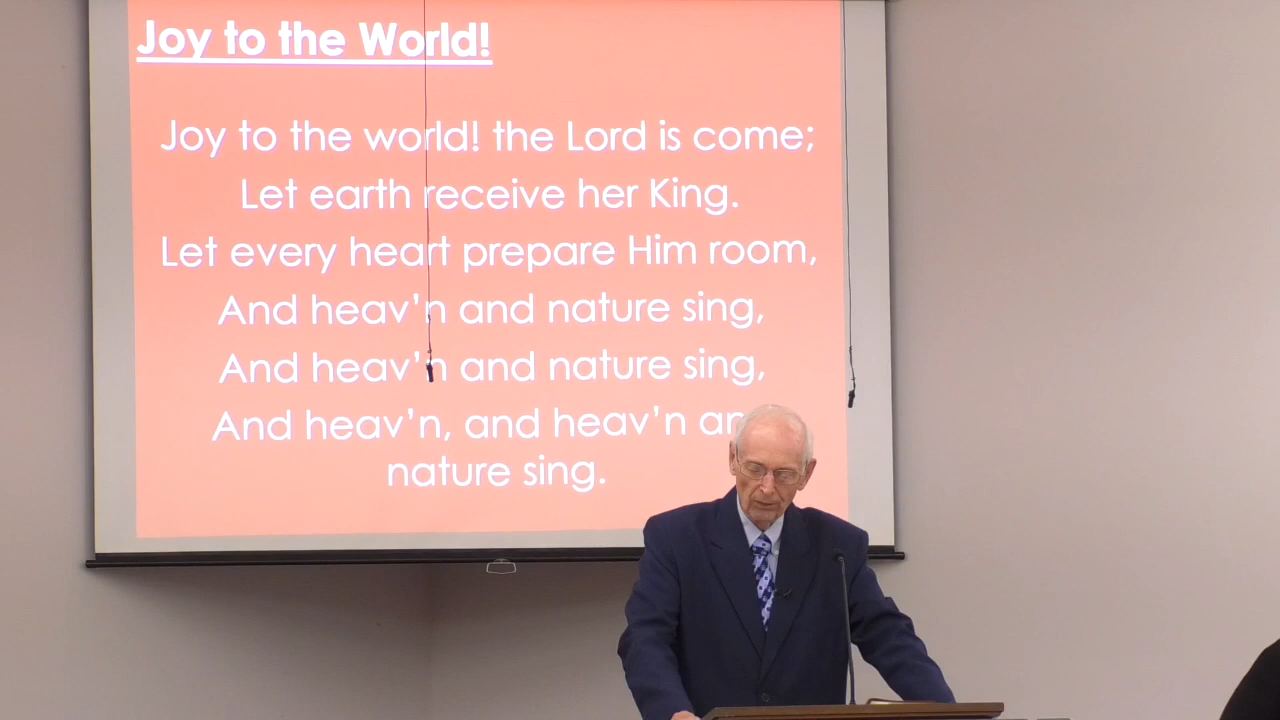 Joy to the World!
Joy to the world! the Lord is come;
Let earth receive her King.
Let every heart prepare Him room,
And heav'n and nature sing,
And heav'n and nature sing,
And heav'n, and heav'n
nature sing.